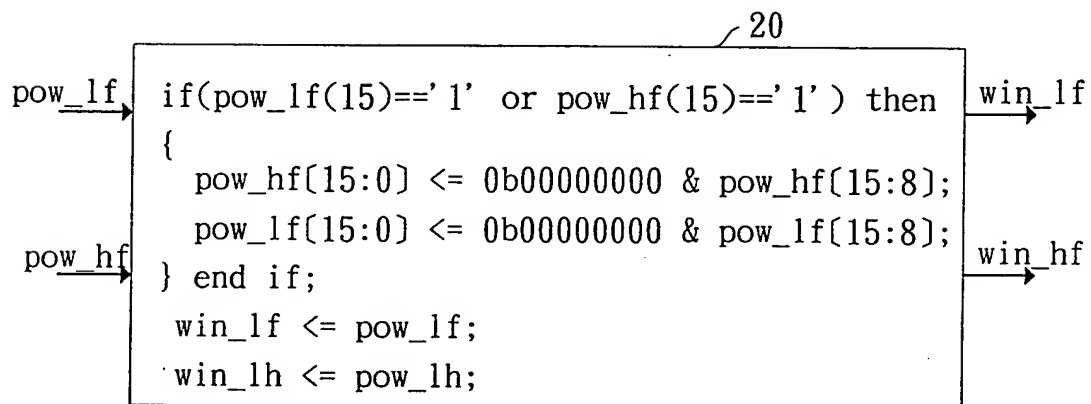 20
pow_lf
if(pow_lf(15)=='1' or pow_hf(15)=='1') then
win_lf
{
pow_hf[15:0] <= 0b00000000 & pow_hf[15:8];
pow_lf[15:0] <= 0b00000000 & pow_lf[15:8];
pow_hf
} end if;
win_hf
win_lf <= pow_lf;
win_lh <= pow_lh;